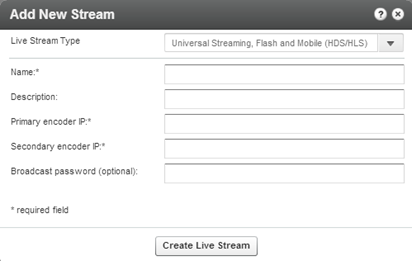 Add New Stream
Live Stream Type
Universal Streaming, Flash and Mobile (HDS/HLS)
Name:*
Description:
Primary encoder IP:*
Secondary encoder IP:*
Broadcast password (optional):
* required field
Create Live Stream